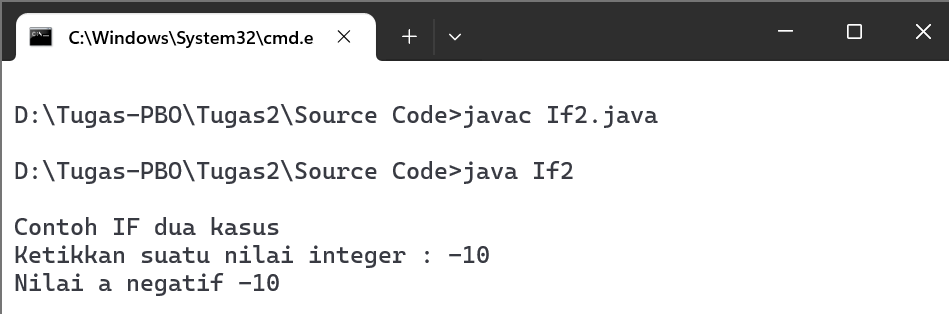 C:\Windows\System32\cmd.e
D:\Tugas-PBO\Tugas2\Source Code>javac If2.java
D:\Tugas-PBO\Tugas2\Source Code>java If2
Contoh IF dua kasus
Ketikkan suatu nilai integer : -10
Nilai a negatif -10